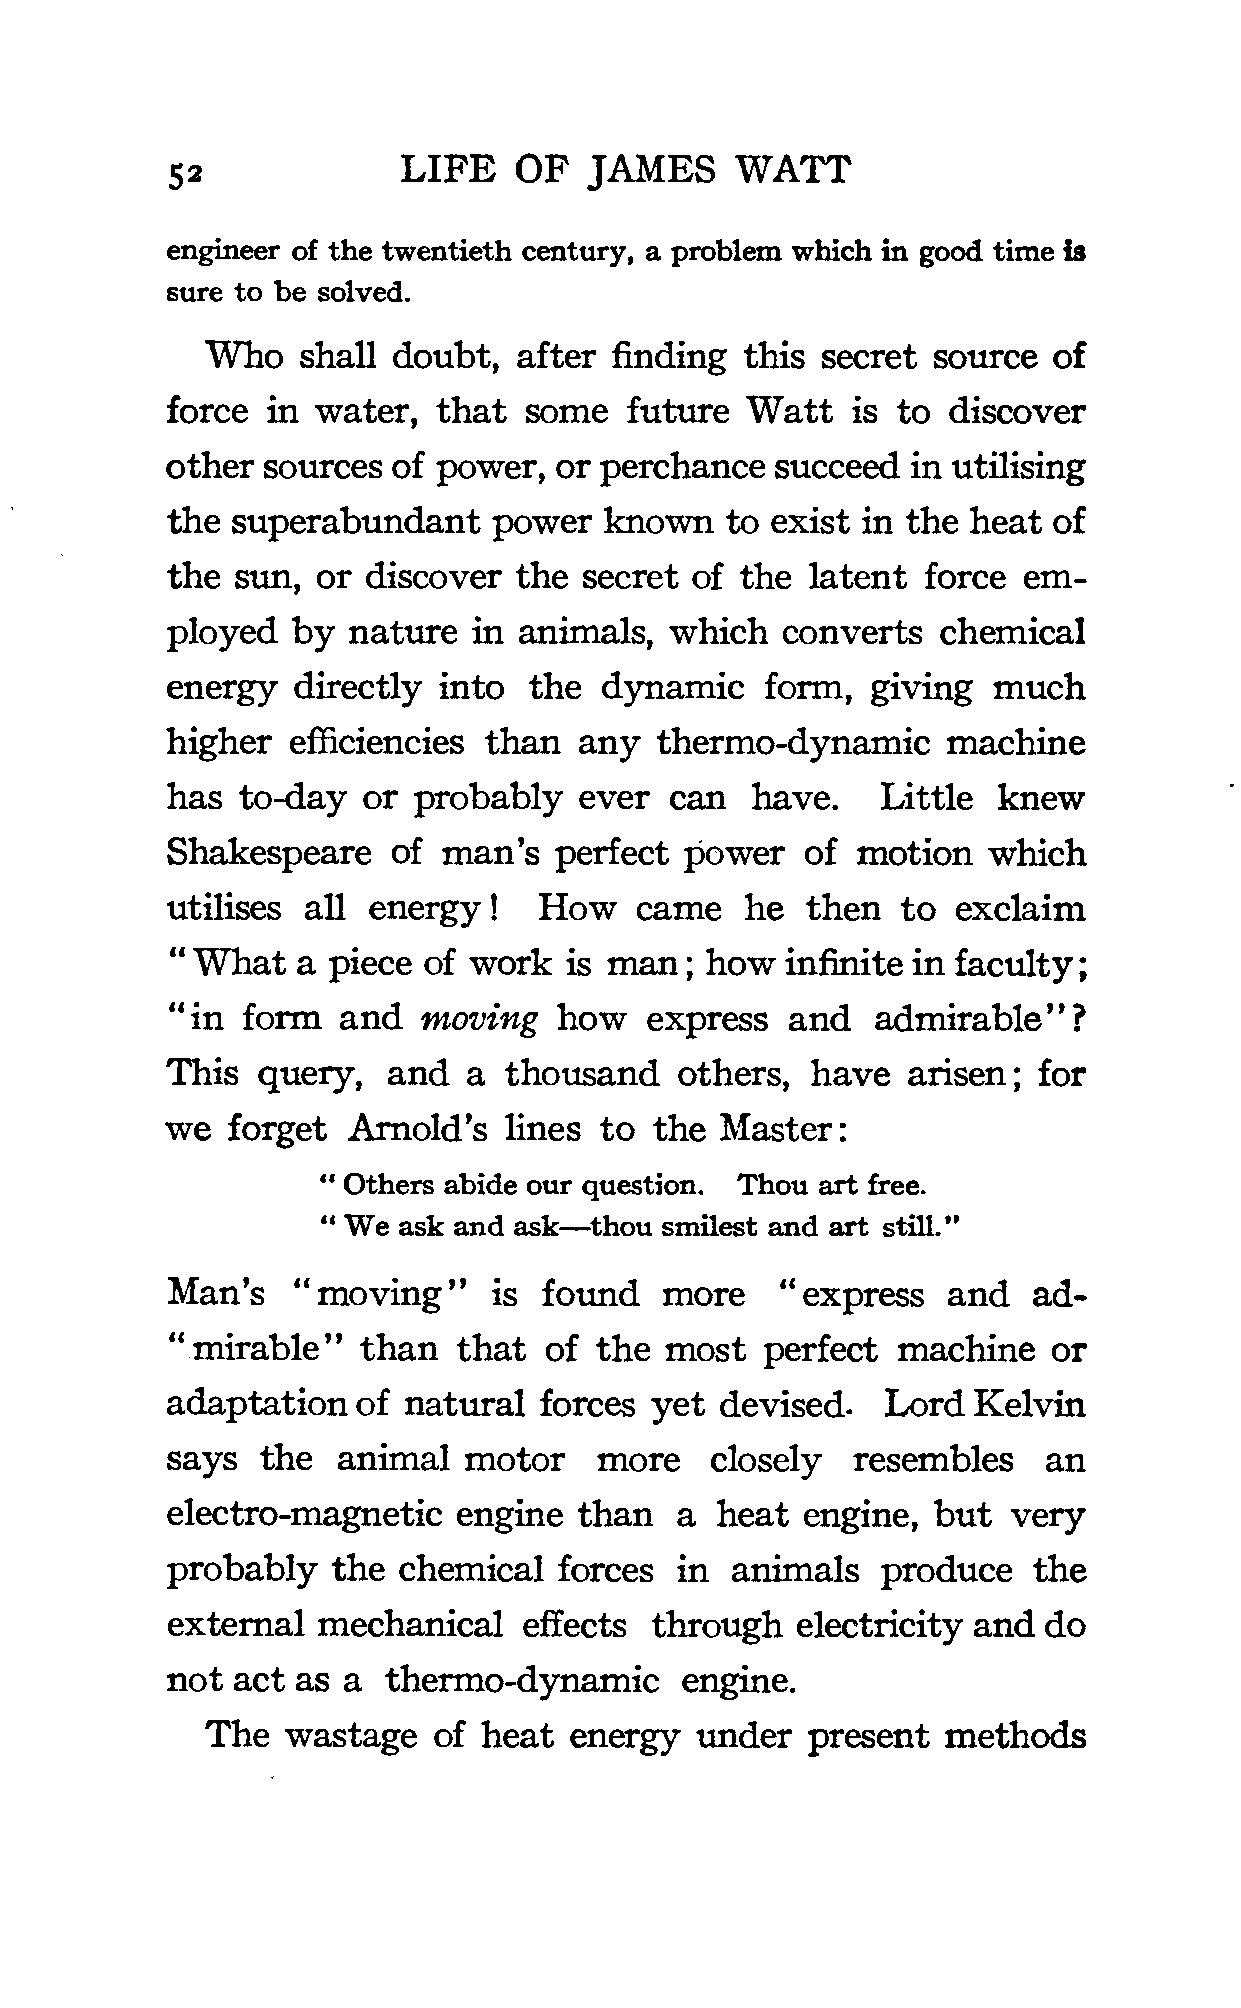 52 LIFE OF JAMES WATT
engineer of the twentieth century, a problem which in good time is
sure to be solved.
Who shall doubt, after finding this secret source of
force in water, that some future Watt is to discover
other sources of power, or perchance succeed in utilising
the superabundant power known to exist in the heat of
the sun, or discover the secret of the latent force em-
ployed by nature in animals, which converts chemical
energy directly into the dynamic form, giving much
higher efficiencies than any thermo-dynamic machine
has to-day or probably ever can have. Little knew
Shakespeare of man's perfect power of motion which
utilises all energy! How came he then to exclaim
"What a piece of work is man; how infinite in faculty;
"in form and moving how express and admirable"?
This query, and a thousand others, have arisen; for
we forget Arnold's lines to the Master:
"Others abide our question. Thou art free.
"We ask and ask—thou smilest and art still."
Man's "moving" is found more "express and ad-
"mirable" than that of the most perfect machine or
adaptation of natural forces yet devised. Lord Kelvin
says the animal motor more closely resembles an
electro-magnetic engine than a heat engine, but very
probably the chemical forces in animals produce the
external mechanical effects through electricity and do
not act as a thermo-dynamic engine.
The wastage of heat energy under present methods